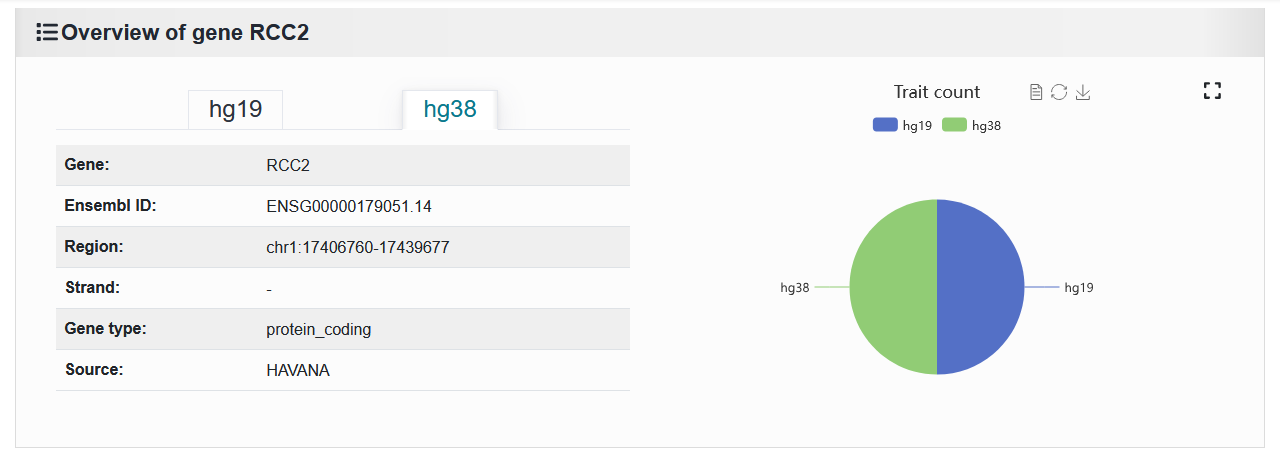 Overview of gene RCC2
hg19 hg38
Gene: RCC2
Ensembl ID: ENSG00000179051.14
Region: chr1:17406760-17439677
Strand: -
Gene type: protein_coding
Source: HAVANA
Trait count
hg19 hg38
hg38 hg19